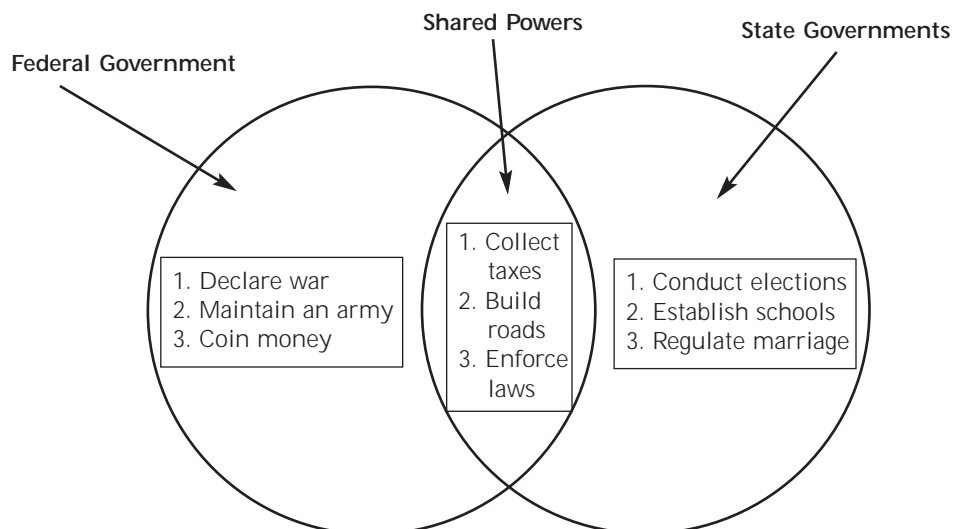 Shared Powers
State Governments
Federal Government
1. Declare war
2. Maintain an army
3. Coin money
1. Collect
taxes
2. Build
roads
3. Enforce
laws
1. Conduct elections
2. Establish schools
3. Regulate marriage